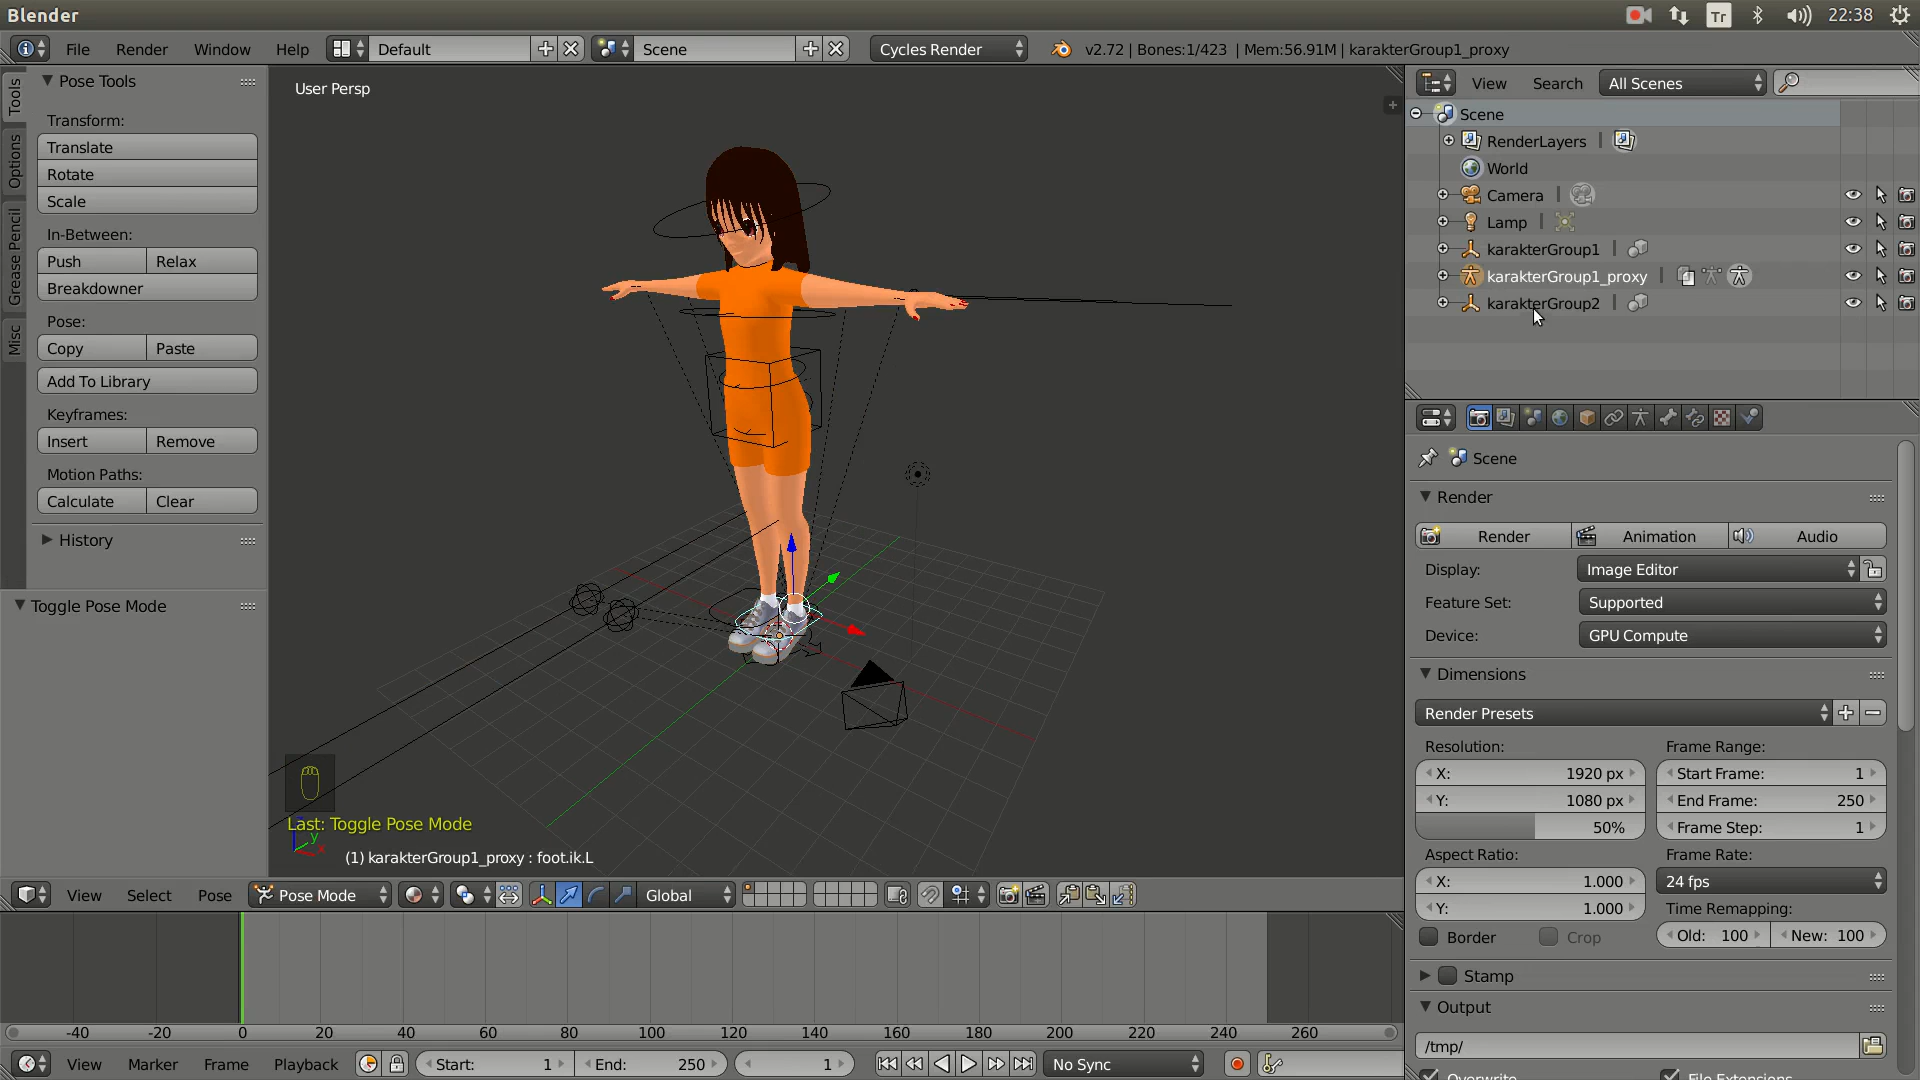 Blender
Tr
22:38
File Render Window Help Default Scene Cycles Render v2.72 | Bones:1/423 | Mem:56.91M | karakterGroup1_proxy
Tools
Options
Grease Pencil
Misc
Pose Tools
Transform:
Translate
Rotate
Scale
In-Between:
Push Relax
Breakdowner
Pose:
Copy Paste
Add To Library
Keyframes:
Insert Remove
Motion Paths:
Calculate Clear
History
Toggle Pose Mode
User Persp
Last: Toggle Pose Mode
y
x
(1) karakterGroup1_proxy : foot.ik.L
View Select Pose Pose Mode Global
-40 -20 0 20 40 60 80 100 120 140 160 180 200 220 240 260
View Marker Frame Playback Start: 1 End: 250 1 No Sync
View Search All Scenes
Scene
RenderLayers |
World
Camera |
Lamp |
karakterGroup1 |
karakterGroup1_proxy |
karakterGroup2 |
Scene
Render
Render Animation Audio
Display: Image Editor
Feature Set: Supported
Device: GPU Compute
Dimensions
Render Presets
Resolution: Frame Range:
X: 1920 px Start Frame: 1
Y: 1080 px End Frame: 250
50% Frame Step: 1
Aspect Ratio: Frame Rate:
X: 1.000 24 fps
Y: 1.000 Time Remapping:
Border Crop Old: 100 New: 100
Stamp
Output
/tmp/
Overwrite File Extensions